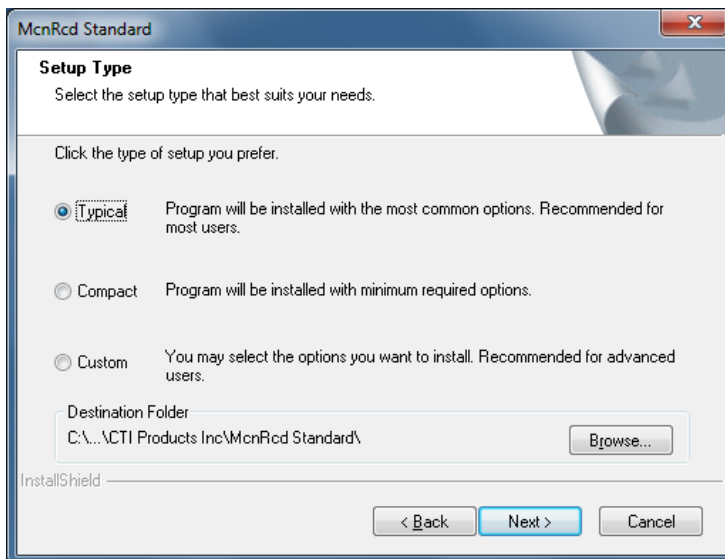 McnRcd Standard
Setup Type
Select the setup type that best suits your needs.
Click the type of setup you prefer.
Typical
Program will be installed with the most common options. Recommended for
most users.
Compact
Program will be installed with minimum required options.
Custom
You may select the options you want to install. Recommended for advanced
users.
Destination Folder
C:\...\CTI Products Inc\McnRcd Standard\
Browse...
InstallShield
< Back
Next >
Cancel